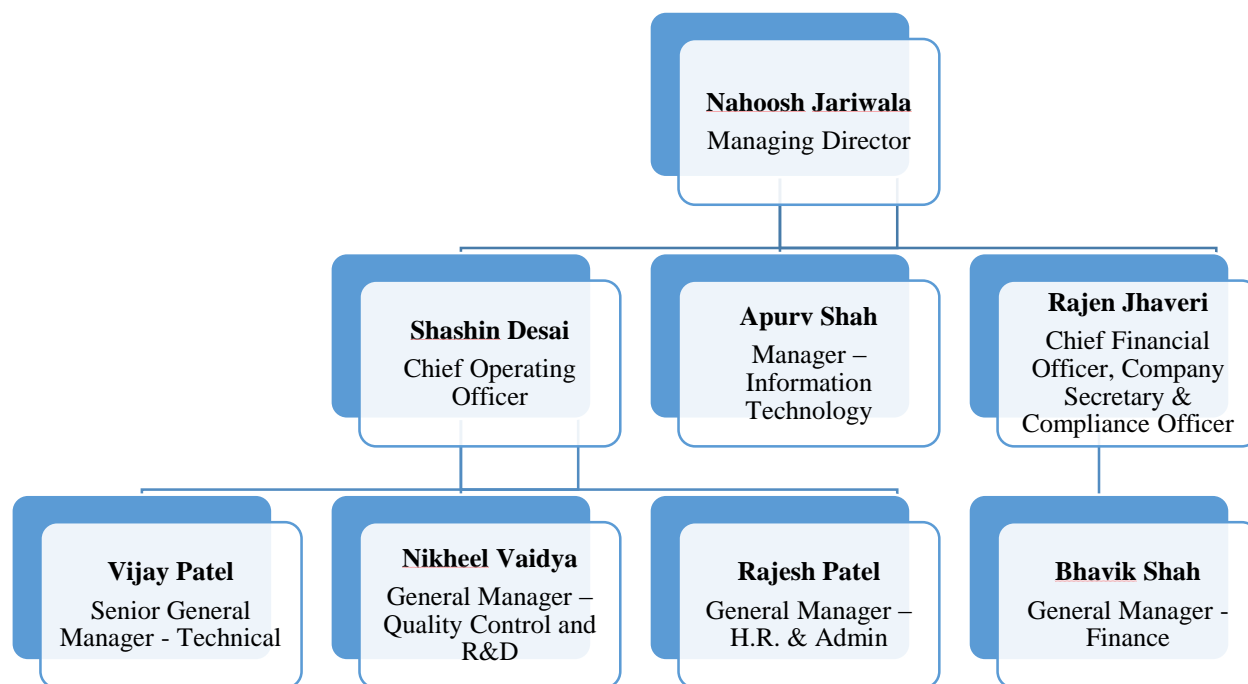 Nahoosh Jariwala
Managing Director
Shashin Desai
Chief Operating
Officer
Apurv Shah
Manager –
Information
Technology
Rajen Jhaveri
Chief Financial
Officer, Company
Secretary &
Compliance Officer
Vijay Patel
Senior General
Manager - Technical
Nikheel Vaidya
General Manager –
Quality Control and
R&D
Rajesh Patel
General Manager –
H.R. & Admin
Bhavik Shah
General Manager -
Finance